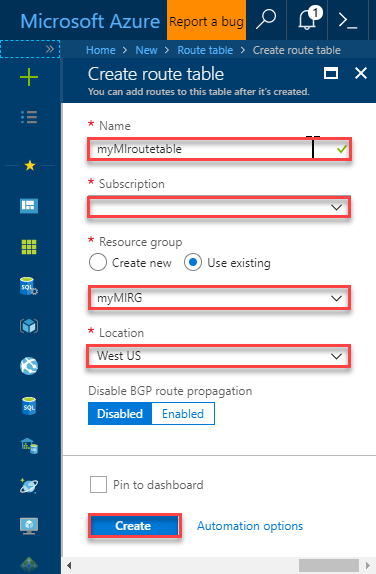 Microsoft Azure Report a bug 1
Home > New > Route table > Create route table
Create route table
You can add routes to this table after it's created.
* Name
myMIroutetable
* Subscription
* Resource group
Create new Use existing
myMIRG
* Location
West US
Disable BGP route propagation
Disabled Enabled
Pin to dashboard
Create Automation options
SQL
SQL